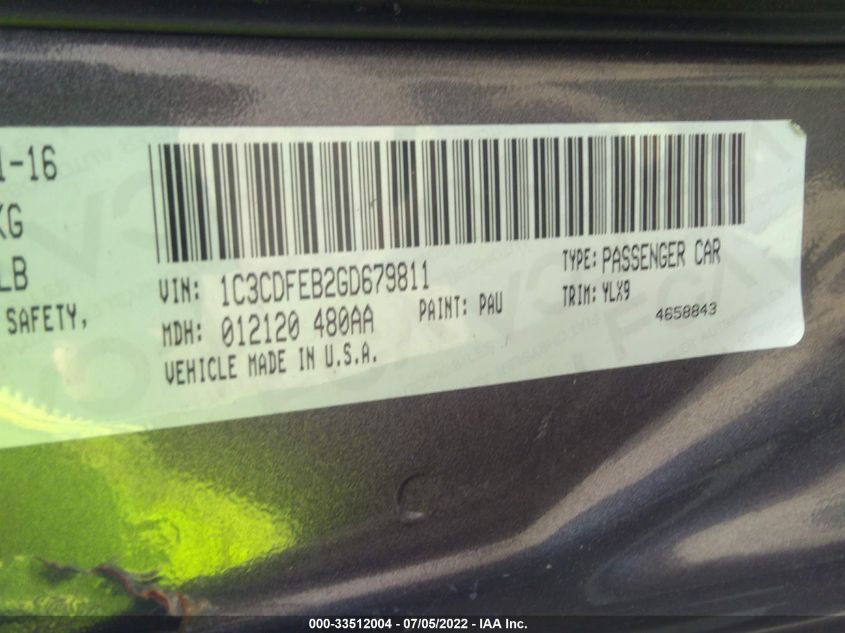 1-16
KG
LB
SAFETY,
VIN: 1C3CDFEB2GD679811
TYPE: PASSENGER CAR
MDH: 012120 480AA
PAINT: PAU
TRIM: YLX9
4658843
VEHICLE MADE IN U.S.A.
000-33512004 - 07/05/2022 - IAA Inc.